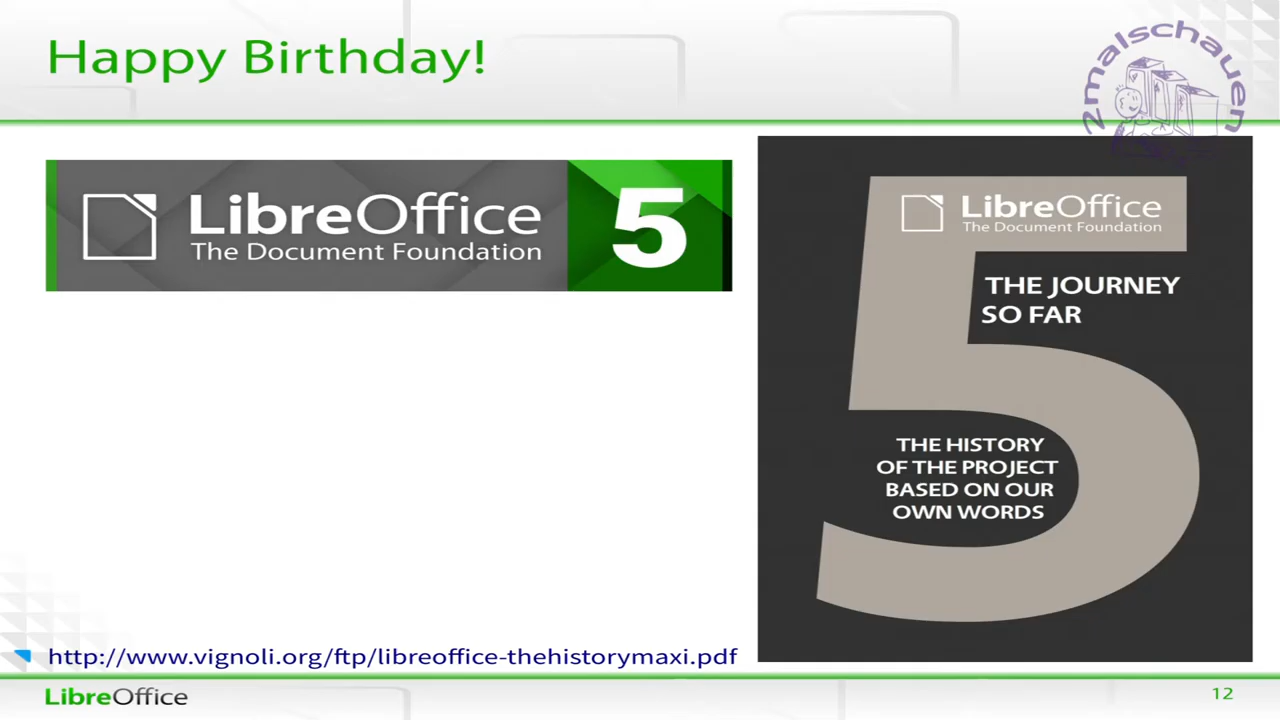 Happy Birthday!
2malschauen
LibreOffice
The Document Foundation
5
LibreOffice
The Document Foundation
THE JOURNEY
SO FAR
THE HISTORY
OF THE PROJECT
BASED ON OUR
OWN WORDS
http://www.vignoli.org/ftp/libreoffice-thehistorymaxi.pdf
LibreOffice
12